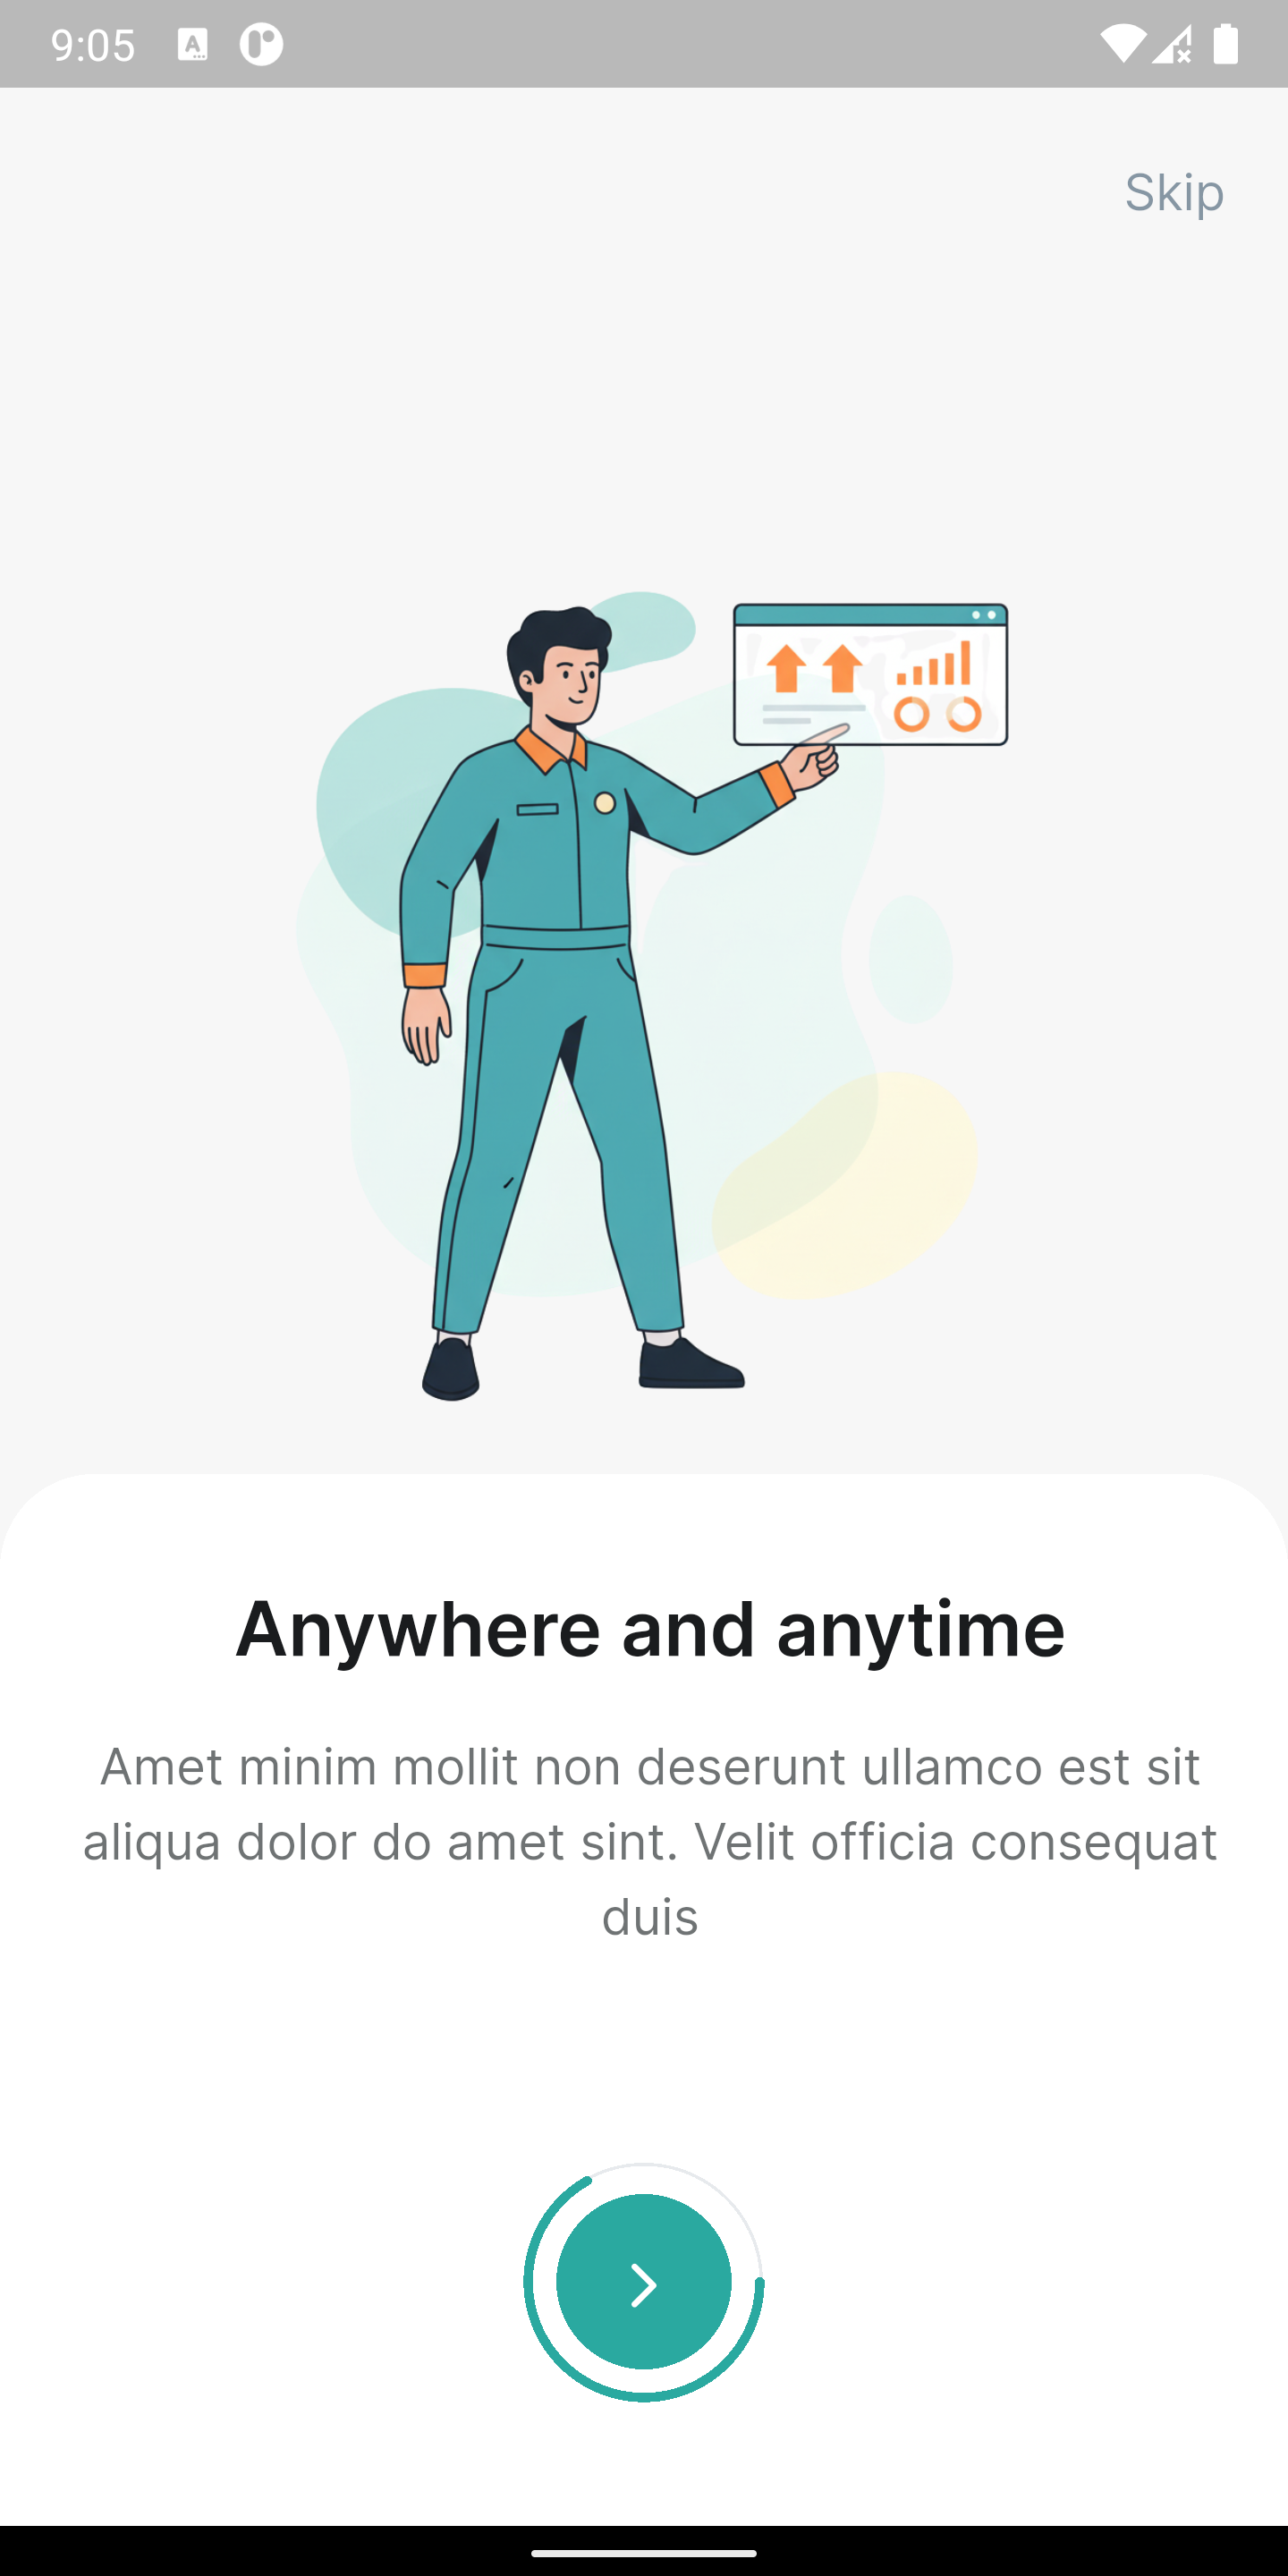 9:05
Skip
Anywhere and anytime
Amet minim mollit non deserunt ullamco est sit
aliqua dolor do amet sint. Velit officia consequat
duis